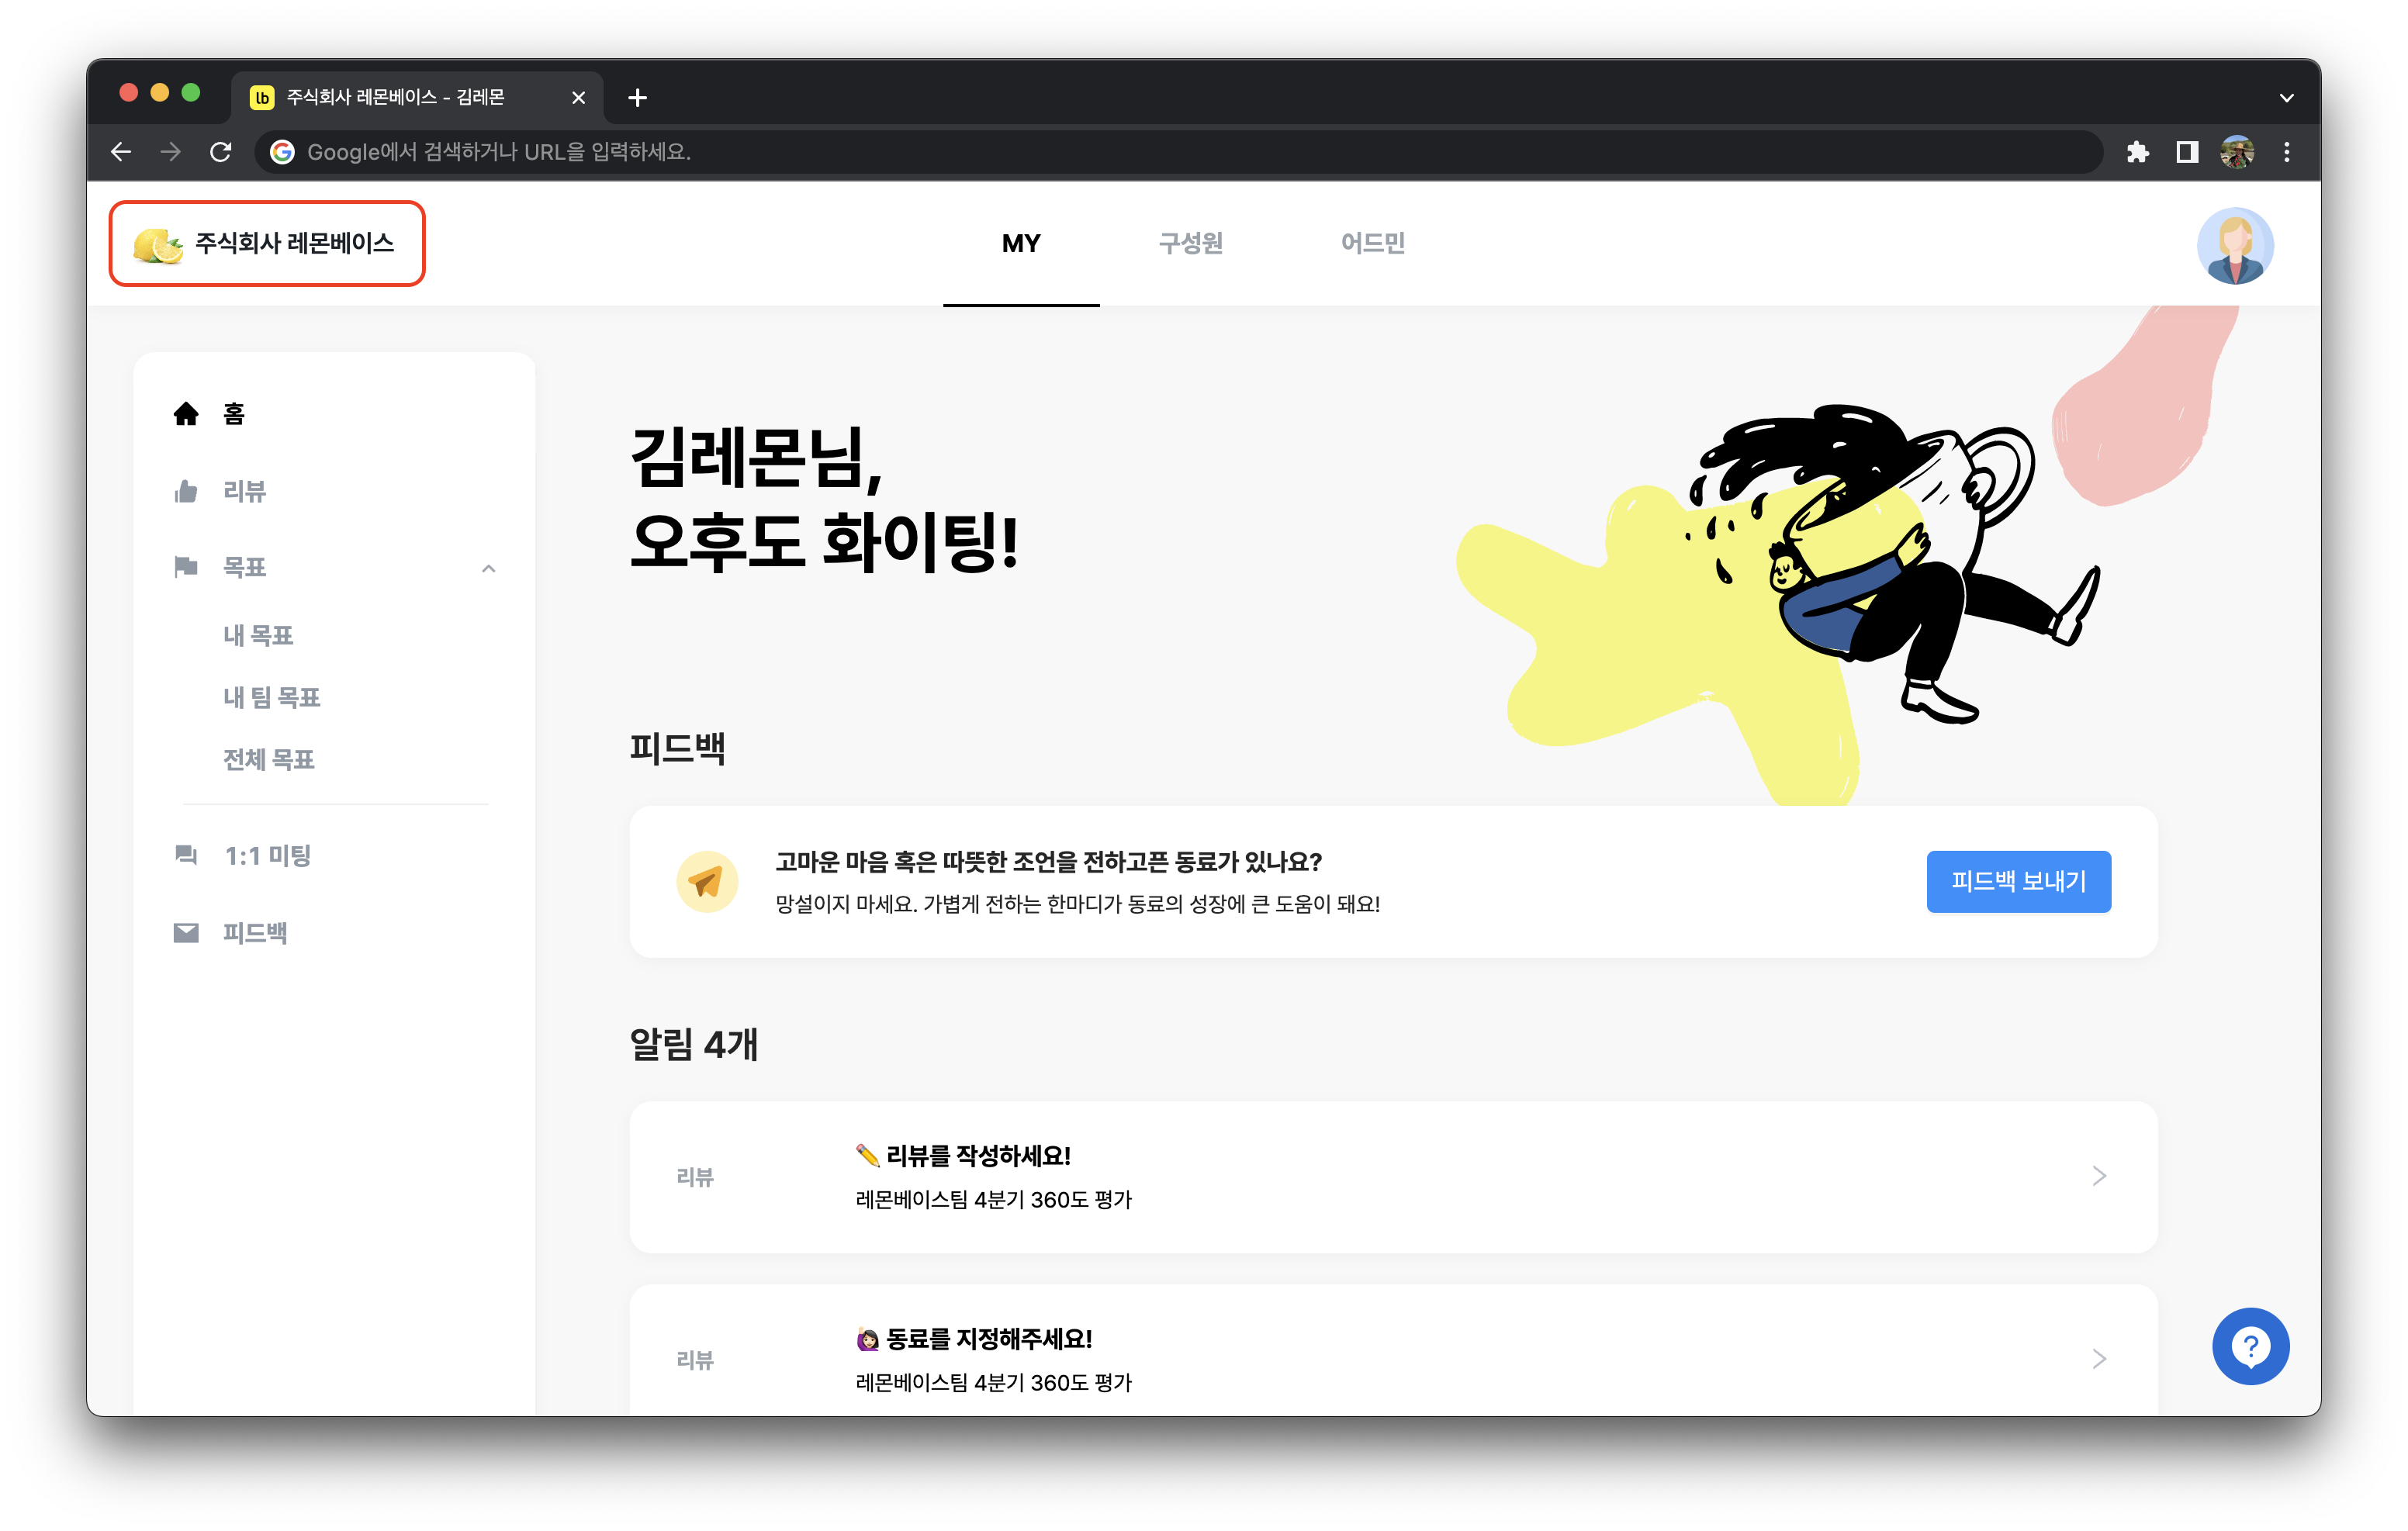 lb 주식회사 레몬베이스 - 김레몬
Google에서 검색하거나 URL을 입력하세요.
주식회사 레몬베이스
MY
구성원
어드민
홈
리뷰
목표
내 목표
내 팀 목표
전체 목표
1:1 미팅
피드백
김레몬님,
오후도 화이팅!
피드백
고마운 마음 혹은 따뜻한 조언을 전하고픈 동료가 있나요?
망설이지 마세요. 가볍게 전하는 한마디가 동료의 성장에 큰 도움이 돼요!
피드백 보내기
알림 4개
리뷰
✏️ 리뷰를 작성하세요!
레몬베이스팀 4분기 360도 평가
리뷰
🙋🏻‍♀️ 동료를 지정해주세요!
레몬베이스팀 4분기 360도 평가
?